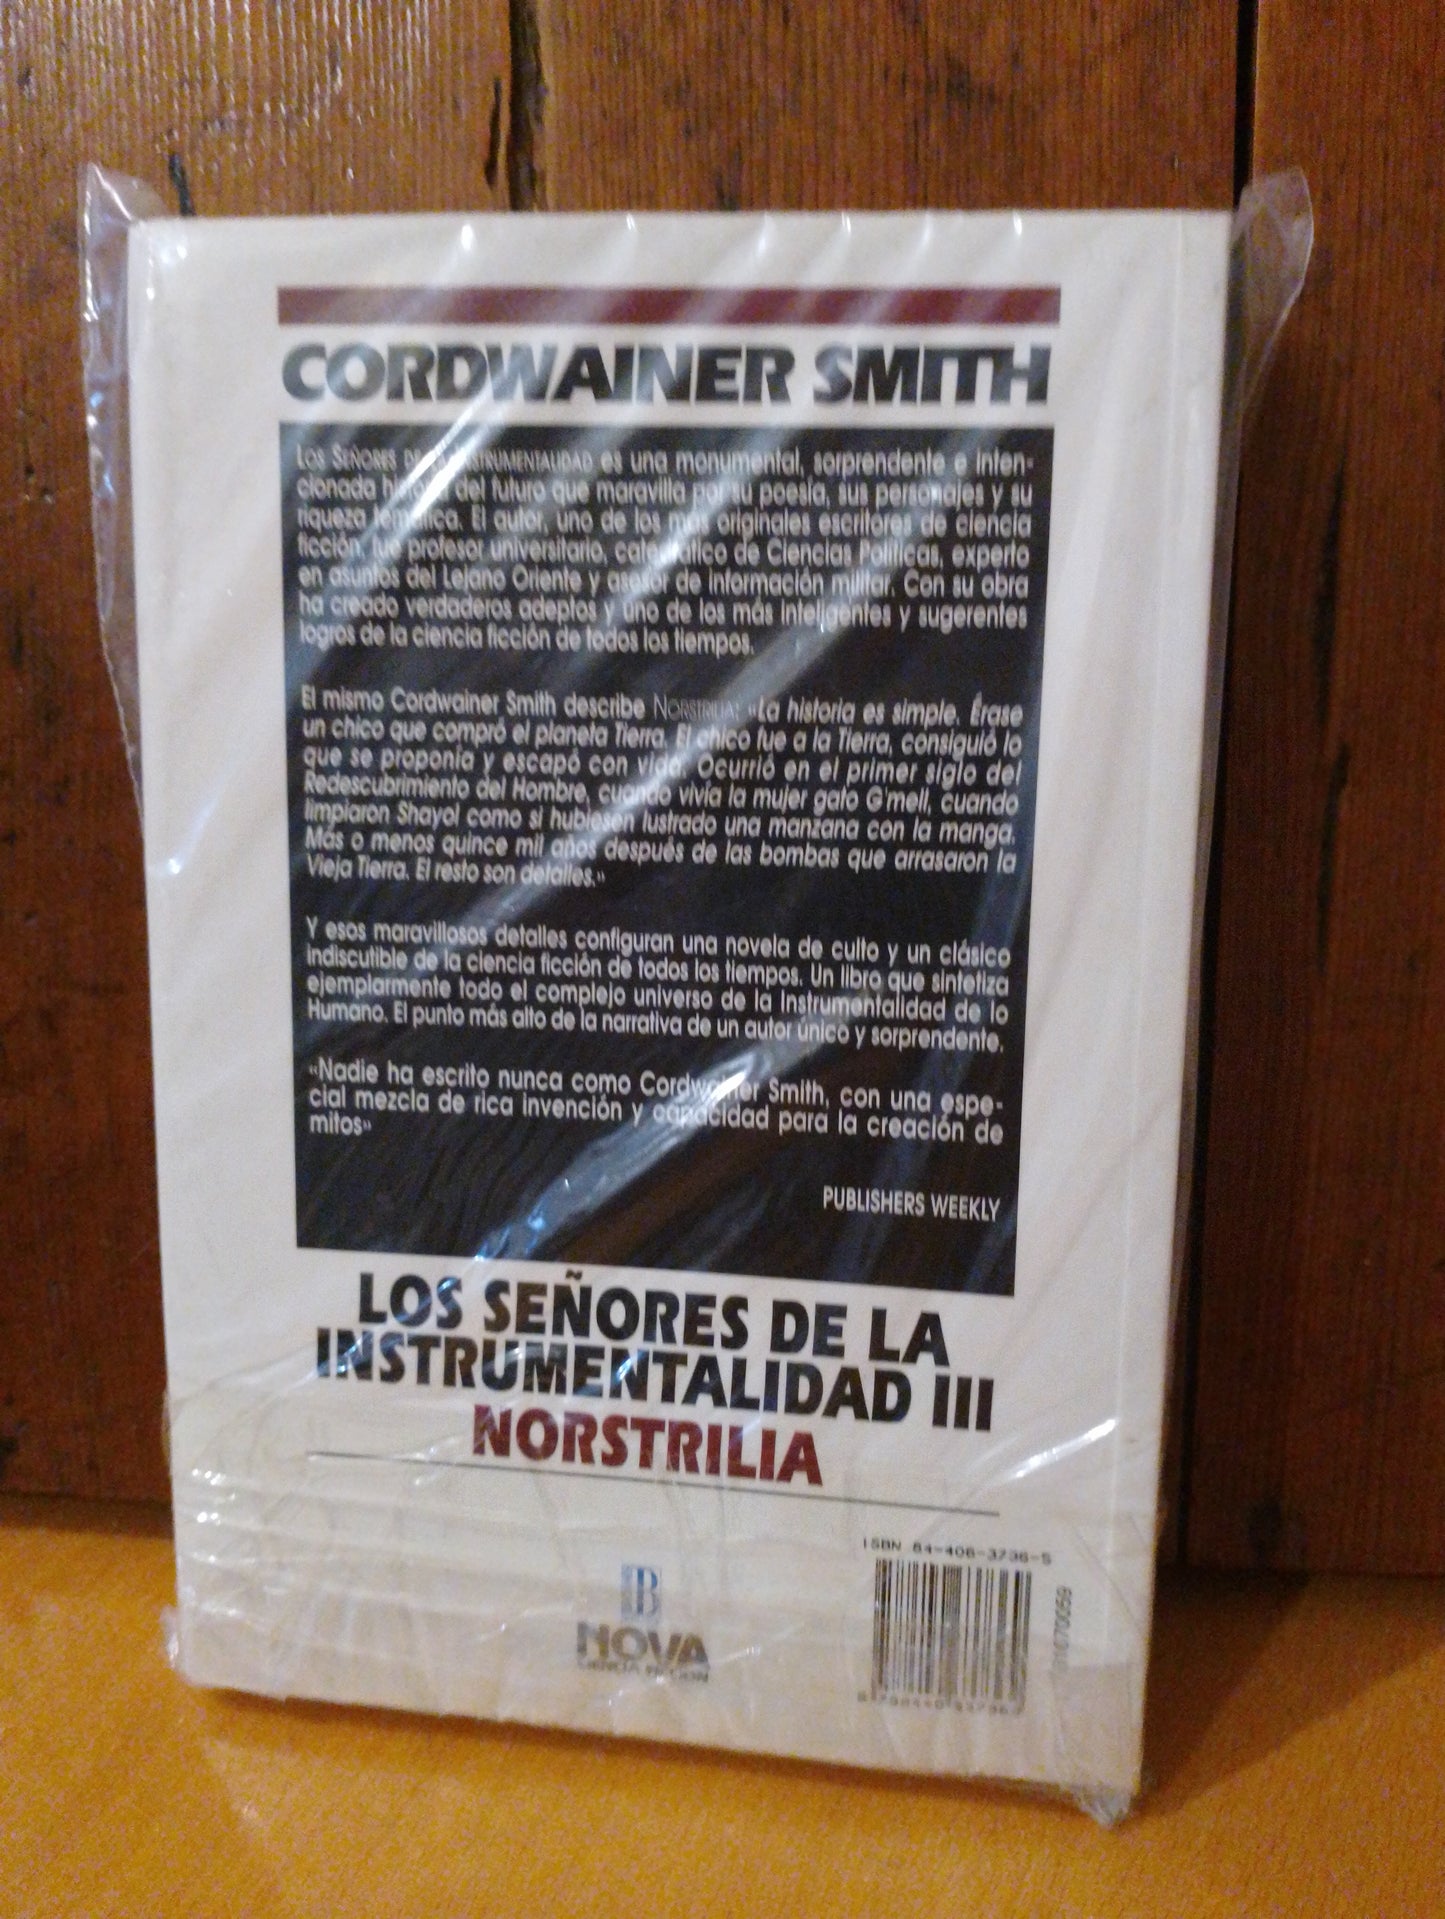 CORDWAINER SMITH
LOS SEÑORES DE LA INSTRUMENTALIDAD es una monumental, sorprendente e inten-
cionada historia del futuro que maravilla por su poesía, sus personajes y su
riqueza temática. El autor, uno de los más originales escritores de ciencia
ficción, fue profesor universitario, catedrático de Ciencias Políticas, experto
en asuntos del Lejano Oriente y asesor de información militar. Con su obra
ha creado verdaderos adeptos y uno de los más inteligentes y sugerentes
logros de la ciencia ficción de todos los tiempos.
El mismo Cordwainer Smith describe NORSTRILIA: «La historia es simple. Érase
un chico que compró el planeta Tierra. El chico fue a la Tierra, consiguió lo
que se proponía y escapó con vida. Ocurrió en el primer siglo del
Redescubrimiento del Hombre, cuando vivía la mujer gato G'mell, cuando
limpiaron Shayol como si hubiesen lustrado una manzana con la manga.
Más o menos quince mil años después de las bombas que arrasaron la
Vieja Tierra. El resto son detalles.»
Y esos maravillosos detalles configuran una novela de culto y un clásico
indiscutible de la ciencia ficción de todos los tiempos. Un libro que sintetiza
ejemplarmente todo el complejo universo de la Instrumentalidad de lo
Humano. El punto más alto de la narrativa de un autor único y sorprendente.
«Nadie ha escrito nunca como Cordwainer Smith, con una espe-
cial mezcla de rica invención y capacidad para la creación de
mitos»
PUBLISHERS WEEKLY
LOS SEÑORES DE LA
INSTRUMENTALIDAD III
NORSTRILIA
ISBN 84-406-3736-5
B
NOVA
CIENCIA FICCIÓN